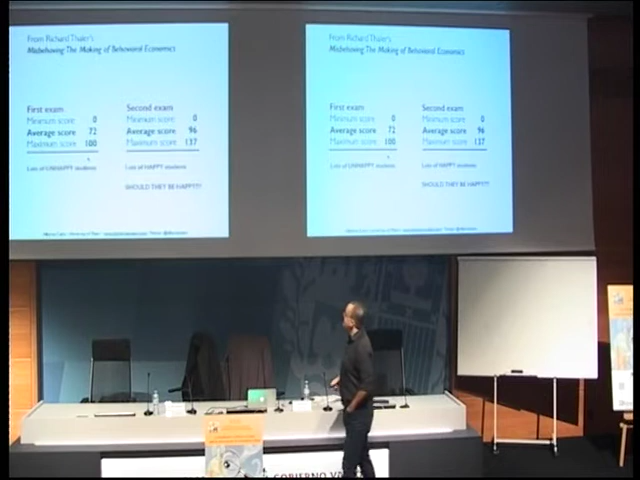 From Richard Thaler's
Misbehaving The Making of Behavioral Economics
First exam
Minimum score 0
Average score 72
Maximum score 100
Lots of UNHAPPY students
Second exam
Minimum score 0
Average score 96
Maximum score 137
Lots of HAPPY students
SHOULD THEY BE HAPPY???
From Richard Thaler's
Misbehaving The Making of Behavioral Economics
First exam
Minimum score 0
Average score 72
Maximum score 100
Lots of UNHAPPY students
Second exam
Minimum score 0
Average score 96
Maximum score 137
Lots of HAPPY students
SHOULD THEY BE HAPPY???
GOBIERNO